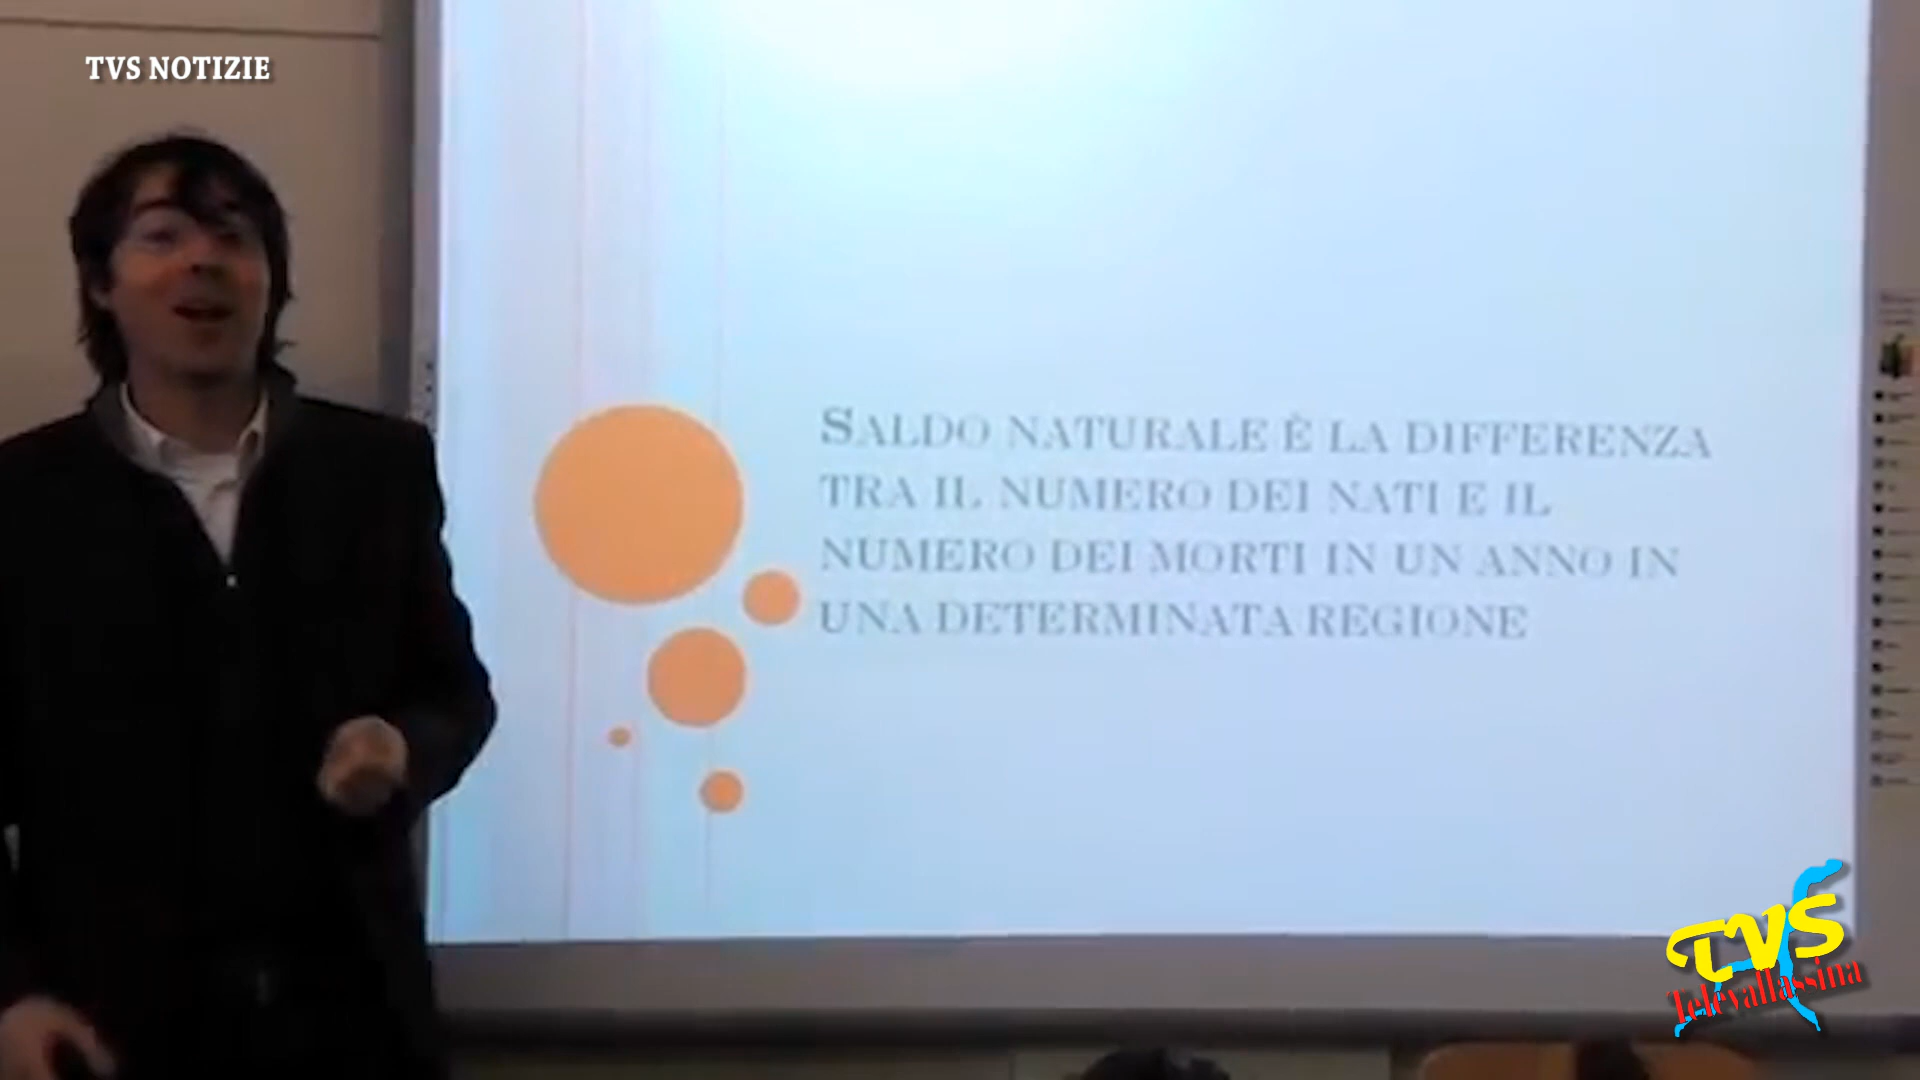 TVS NOTIZIE
SALDO NATURALE È LA DIFFERENZA
TRA IL NUMERO DEI NATI E IL
NUMERO DEI MORTI IN UN ANNO IN
UNA DETERMINATA REGIONE
TVS
Televallassina